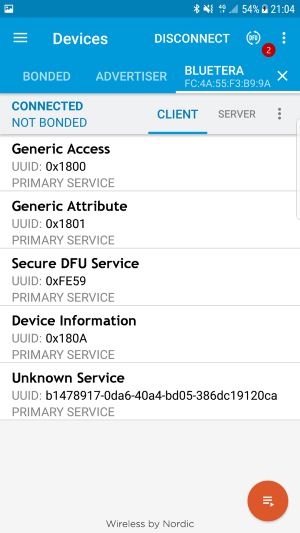 54% 21:04
Devices DISCONNECT DFU 2
BONDED ADVERTISER BLUETERA
FC:4A:55:F3:B9:9A
CONNECTED
NOT BONDED CLIENT SERVER
Generic Access
UUID: 0x1800
PRIMARY SERVICE
Generic Attribute
UUID: 0x1801
PRIMARY SERVICE
Secure DFU Service
UUID: 0xFE59
PRIMARY SERVICE
Device Information
UUID: 0x180A
PRIMARY SERVICE
Unknown Service
UUID: b1478917-0da6-40a4-bd05-386dc19120ca
PRIMARY SERVICE
Wireless by Nordic